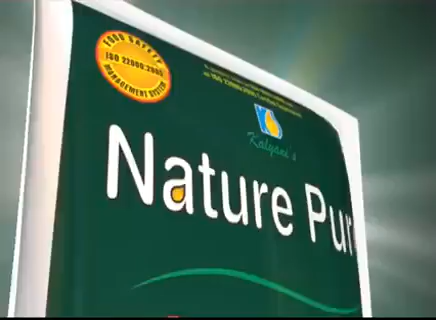 FOOD SAFETY
ISO 22000:2005
MANAGEMENT SYSTEM
Kalyani's
Nature Pur